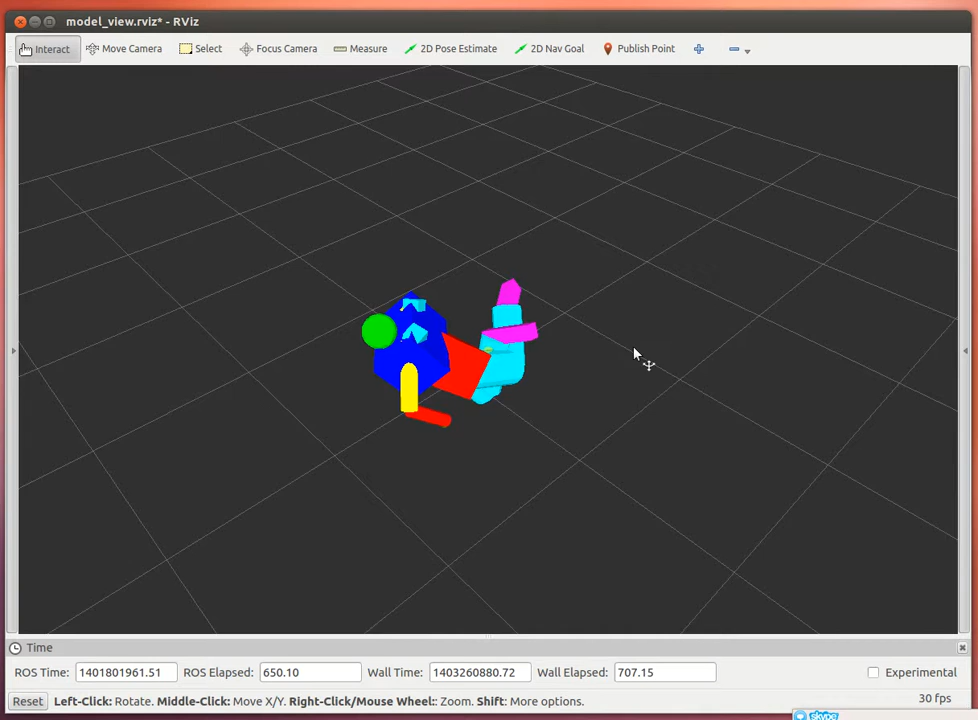 model_view.rviz* - RViz
Interact Move Camera Select Focus Camera Measure 2D Pose Estimate 2D Nav Goal Publish Point
Time
ROS Time: 1401801961.51 ROS Elapsed: 650.10 Wall Time: 1403260880.72 Wall Elapsed: 707.15 Experimental
Reset Left-Click: Rotate. Middle-Click: Move X/Y. Right-Click/Mouse Wheel:: Zoom. Shift: More options. 30 fps
skype